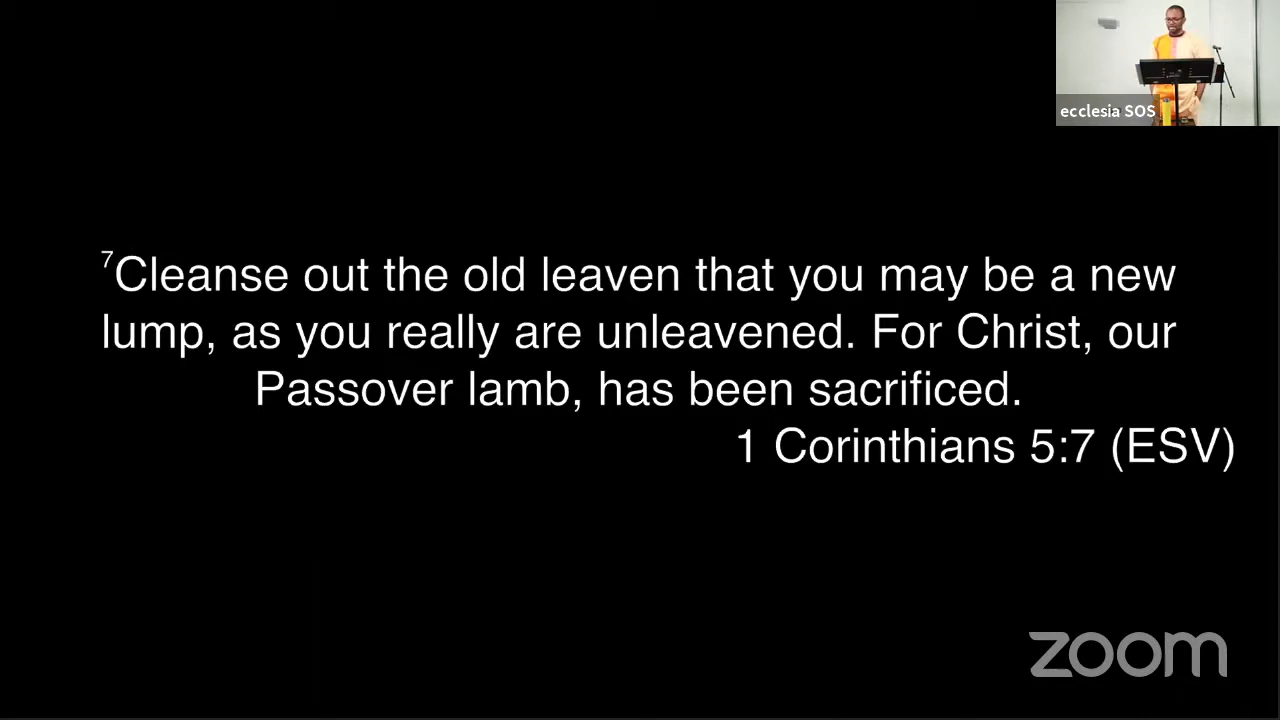 ecclesia SOS
7Cleanse out the old leaven that you may be a new
lump, as you really are unleavened. For Christ, our
Passover lamb, has been sacrificed.
1 Corinthians 5:7 (ESV)
zoom